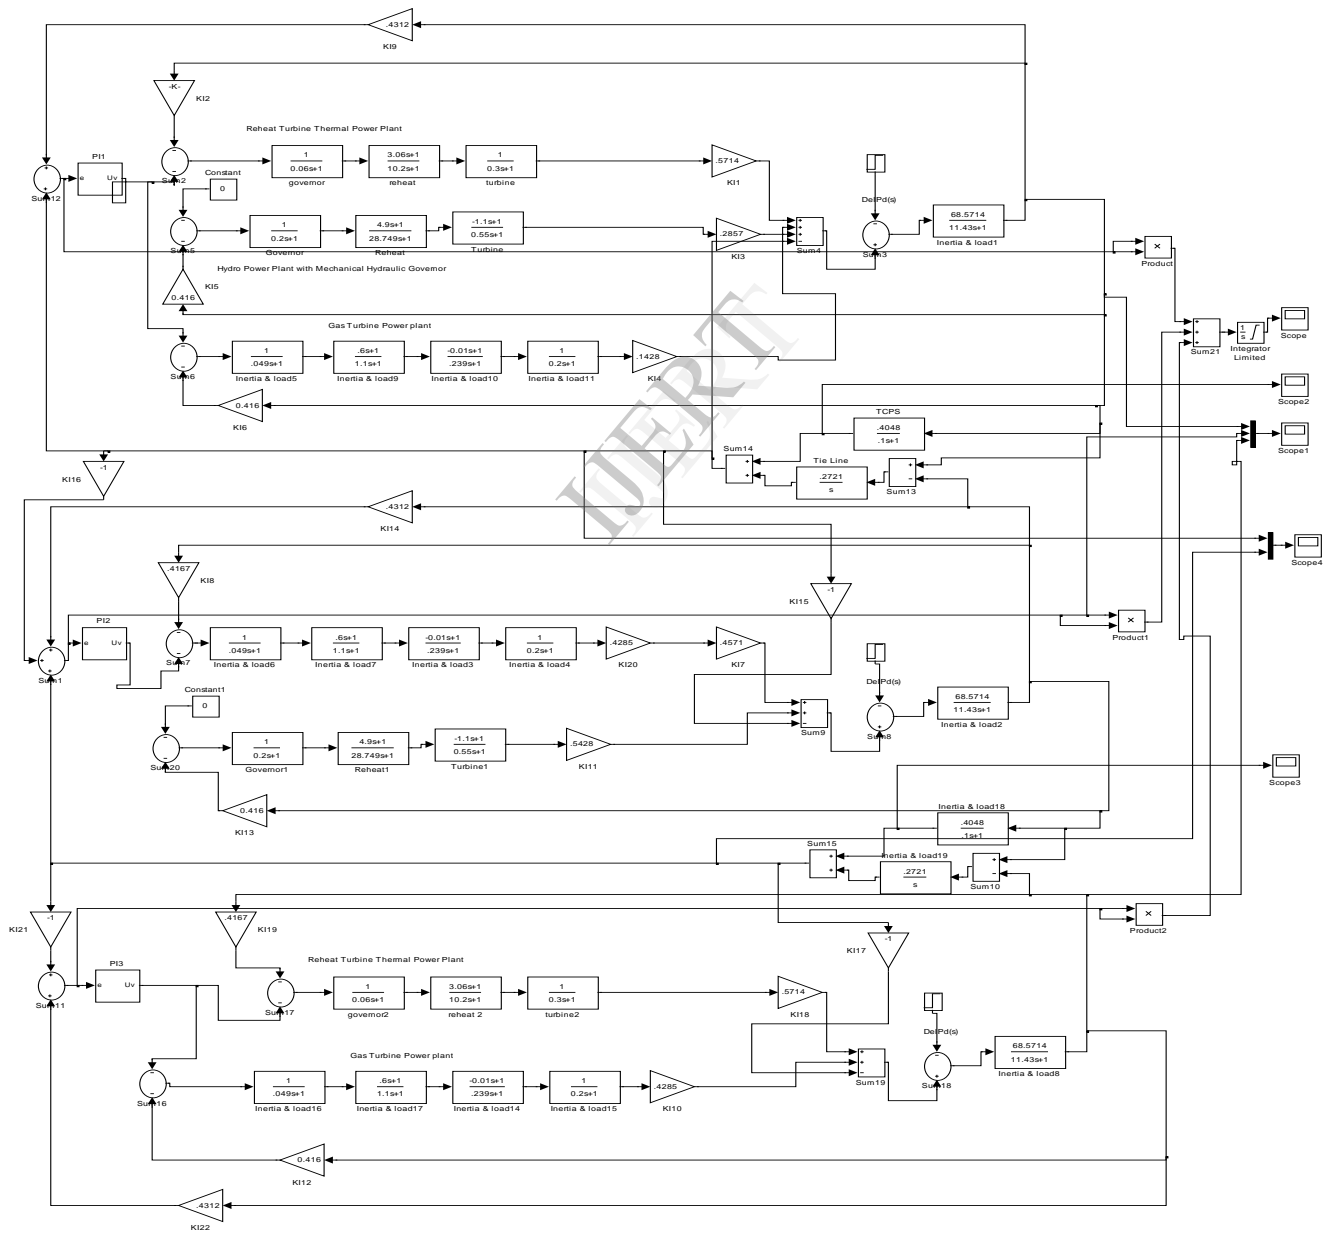 .4312
KI9
-K-
KI2
Reheat Turbine Thermal Power Plant
PI1
e Uv
Sum12
Sum2
1
0.06s+1
governor
3.06s+1
10.2s+1
reheat
1
0.3s+1
turbine
.5714
KI1
Constant
0
DelPd(s)
Sum5
1
0.2s+1
Governor
4.9s+1
28.749s+1
Reheat
-1.1s+1
0.55s+1
Turbine
.2857
KI3
Sum4
Sum3
68.5714
11.43s+1
Inertia & load1
×
Product
Hydro Power Plant with Mechanical Hydraulic Governor
0.416
KI5
Gas Turbine Power plant
Sum6
1
.049s+1
Inertia & load5
.6s+1
1.1s+1
Inertia & load9
-0.01s+1
.239s+1
Inertia & load10
1
0.2s+1
Inertia & load11
.1428
KI4
Sum21
1
s
Integrator
Limited
Scope
0.416
KI6
Scope2
TCPS
.4048
.1s+1
Scope1
Sum14
Tie Line
.2721
s
Sum13
IJERT
-1
KI16
.4312
KI14
Scope4
.4167
KI8
-1
KI15
PI2
e Uv
Sum1
Sum7
1
.049s+1
Inertia & load6
.6s+1
1.1s+1
Inertia & load7
-0.01s+1
.239s+1
Inertia & load3
1
0.2s+1
Inertia & load4
.4285
KI20
.4571
KI7
×
Product1
DelPd(s)
Constant1
0
Sum9
Sum8
68.5714
11.43s+1
Inertia & load2
Sum20
1
0.2s+1
Governor1
4.9s+1
28.749s+1
Reheat1
-1.1s+1
0.55s+1
Turbine1
.5428
KI11
Scope3
0.416
KI13
Inertia & load18
.4048
.1s+1
Sum15
Inertia & load19
.2721
s
Sum10
-1
KI21
.4167
KI19
-1
KI17
×
Product2
Reheat Turbine Thermal Power Plant
PI3
e Uv
Sum11
Sum17
1
0.06s+1
governor2
3.06s+1
10.2s+1
reheat 2
1
0.3s+1
turbine2
.5714
KI18
DelPd(s)
Gas Turbine Power plant
Sum16
1
.049s+1
Inertia & load16
.6s+1
1.1s+1
Inertia & load17
-0.01s+1
.239s+1
Inertia & load14
1
0.2s+1
Inertia & load15
.4285
KI10
Sum19
Sum18
68.5714
11.43s+1
Inertia & load8
0.416
KI12
.4312
KI22